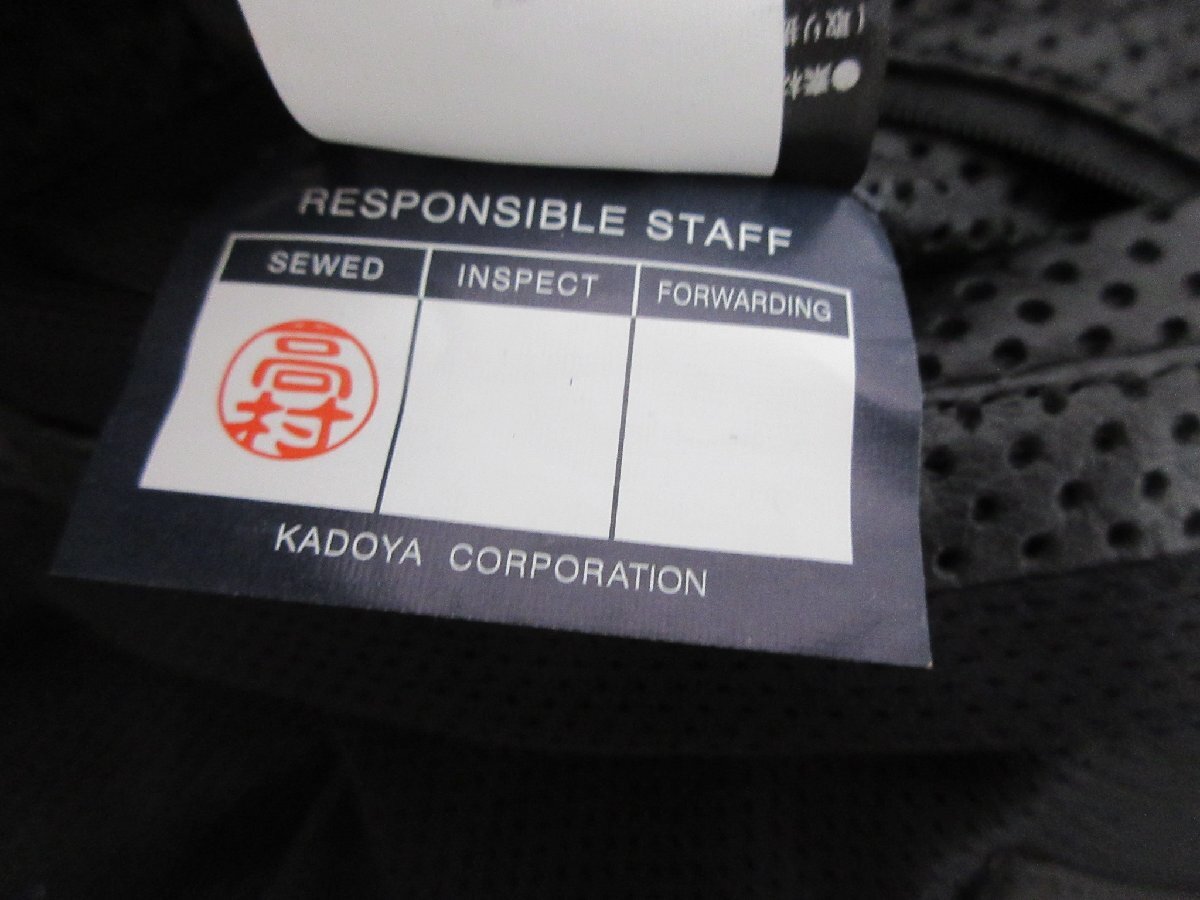 RESPONSIBLE STAFF
SEWED INSPECT FORWARDING
高村
KADOYA CORPORATION